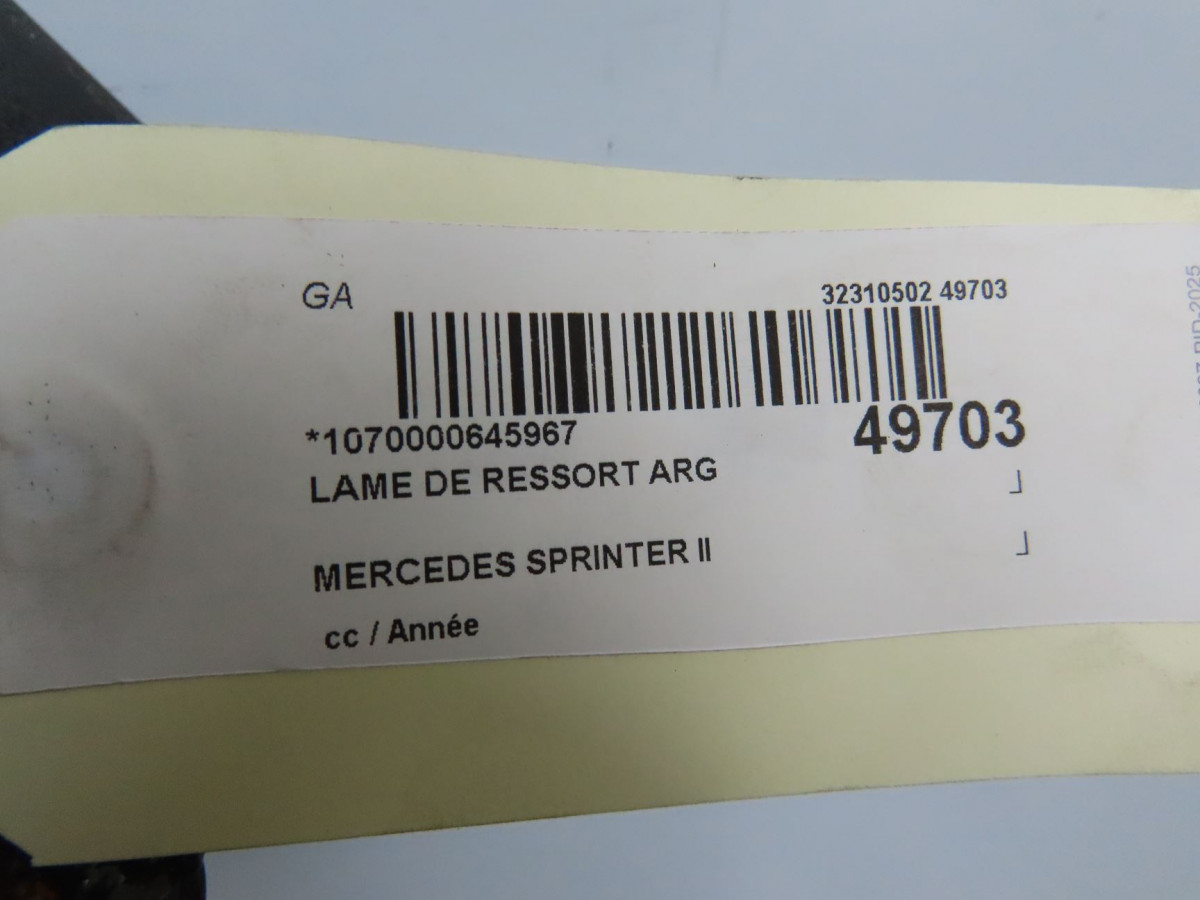 GA
32310502 49703
*1070000645967
49703
LAME DE RESSORT ARG
MERCEDES SPRINTER II
cc / Année